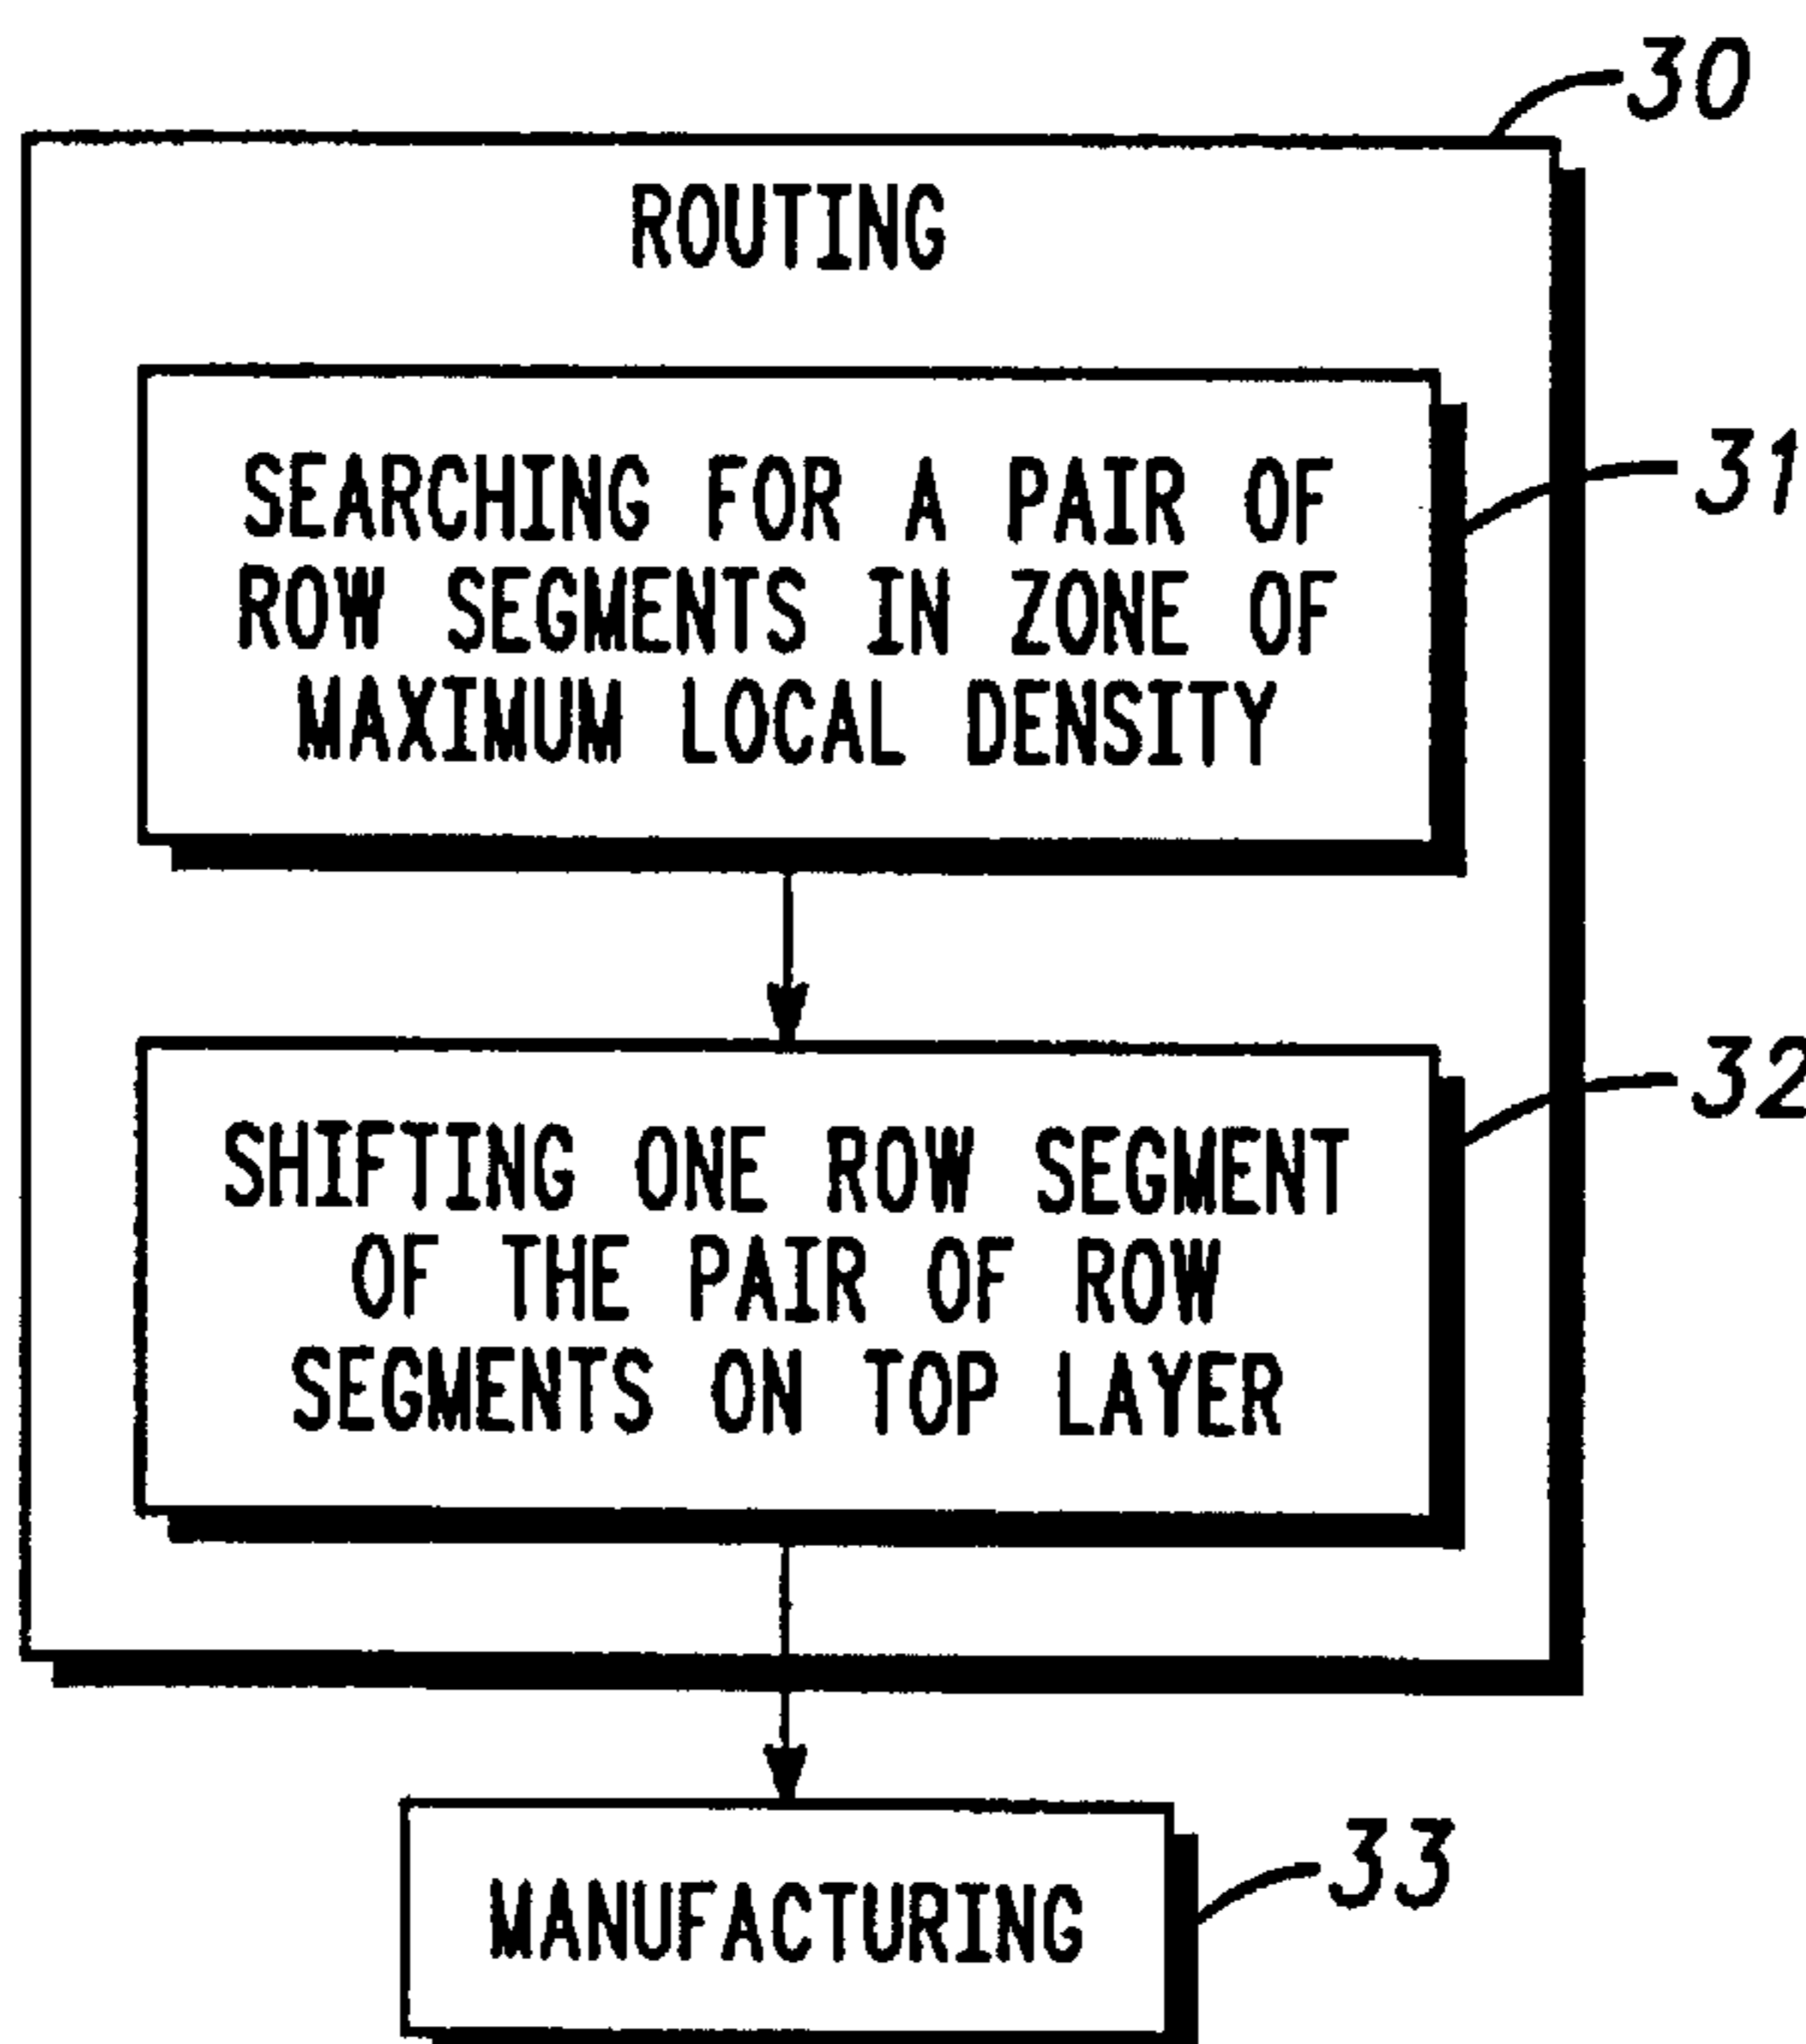 30
ROUTING
SEARCHING FOR A PAIR OF
ROW SEGMENTS IN ZONE OF
MAXIMUM LOCAL DENSITY
31
SHIFTING ONE ROW SEGMENT
OF THE PAIR OF ROW
SEGMENTS ON TOP LAYER
32
MANUFACTURING
33